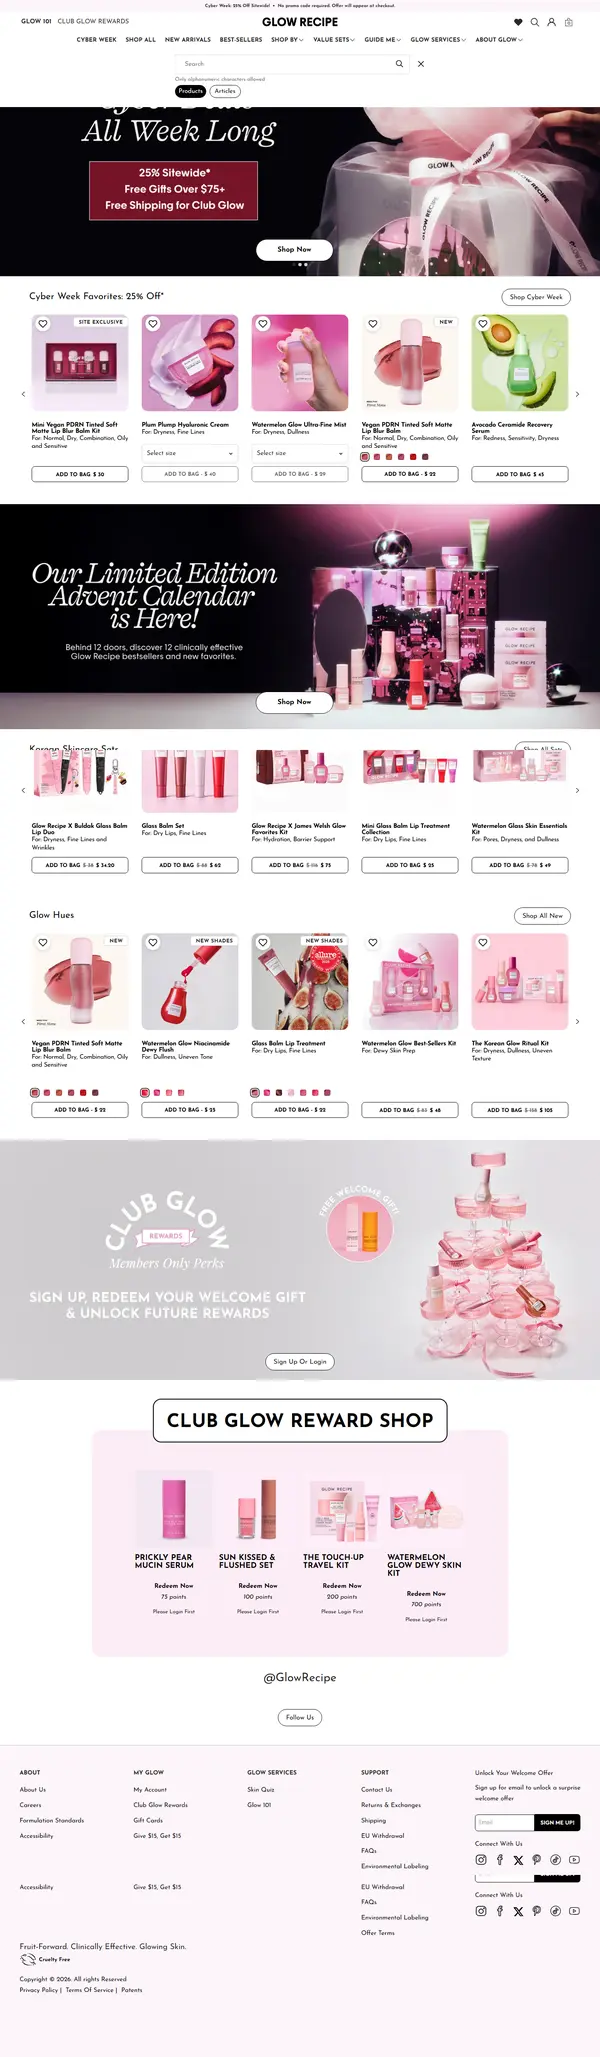 Cyber Week: 25% Off Sitewide! • No promo code required. Offer will appear at checkout.
GLOW 101 CLUB GLOW REWARDS
GLOW RECIPE
CYBER WEEK SHOP ALL NEW ARRIVALS BEST-SELLERS SHOP BY VALUE SETS GUIDE ME GLOW SERVICES ABOUT GLOW
Search
Only alphanumeric characters allowed
Products Articles
All Week Long
25% Sitewide*
Free Gifts Over $75+
Free Shipping for Club Glow
Shop Now
Cyber Week Favorites: 25% Off*
Shop Cyber Week
SITE EXCLUSIVE
NEW
Mini Vegan PDRN Tinted Soft Matte Lip Blur Balm Kit
For: Normal, Dry, Combination, Oily and Sensitive
ADD TO BAG $ 30
Plum Plump Hyaluronic Cream
For: Dryness, Fine Lines
Select size
ADD TO BAG - $ 40
Watermelon Glow Ultra-Fine Mist
For: Dryness, Dullness
Select size
ADD TO BAG - $ 29
Vegan PDRN Tinted Soft Matte Lip Blur Balm
For: Normal, Dry, Combination, Oily and Sensitive
ADD TO BAG - $ 22
Avocado Ceramide Recovery Serum
For: Redness, Sensitivity, Dryness
ADD TO BAG $ 45
Our Limited Edition
Advent Calendar
is Here!
Behind 12 doors, discover 12 clinically effective
Glow Recipe bestsellers and new favorites.
Shop Now
Korean Skincare Sets
Shop All Sets
Glow Recipe X Buldak Glass Balm Lip Duo
For: Dryness, Fine Lines and Wrinkles
ADD TO BAG $ 38 $ 34.20
Glass Balm Set
For: Dry Lips, Fine Lines
ADD TO BAG $ 88 $ 62
Glow Recipe X James Welsh Glow Favorites Kit
For: Hydration, Barrier Support
ADD TO BAG $ 116 $ 75
Mini Glass Balm Lip Treatment Collection
For: Dry Lips, Fine Lines
ADD TO BAG $ 25
Watermelon Glass Skin Essentials Kit
For: Pores, Dryness, and Dullness
ADD TO BAG $ 78 $ 49
Glow Hues
Shop All New
NEW
NEW SHADES
NEW SHADES
allure
Vegan PDRN Tinted Soft Matte Lip Blur Balm
For: Normal, Dry, Combination, Oily and Sensitive
ADD TO BAG - $ 22
Watermelon Glow Niacinamide Dewy Flush
For: Dullness, Uneven Tone
ADD TO BAG - $ 25
Glass Balm Lip Treatment
For: Dry Lips, Fine Lines
ADD TO BAG - $ 22
Watermelon Glow Best-Sellers Kit
For: Dewy Skin Prep
ADD TO BAG $ 85 $ 48
The Korean Glow Ritual Kit
For: Dryness, Dullness, Uneven Texture
ADD TO BAG $ 158 $ 105
CLUB GLOW
REWARDS
Members Only Perks
FREE WELCOME GIFT!
SIGN UP, REDEEM YOUR WELCOME GIFT
& UNLOCK FUTURE REWARDS
Sign Up Or Login
CLUB GLOW REWARD SHOP
GLOW RECIPE
PRICKLY PEAR MUCIN SERUM
Redeem Now
75 points
Please Login First
SUN KISSED & FLUSHED SET
Redeem Now
100 points
Please Login First
THE TOUCH-UP TRAVEL KIT
Redeem Now
200 points
Please Login First
WATERMELON GLOW DEWY SKIN KIT
Redeem Now
700 points
Please Login First
@GlowRecipe
Follow Us
ABOUT
About Us
Careers
Formulation Standards
Accessibility
Accessibility
MY GLOW
My Account
Club Glow Rewards
Gift Cards
Give $15, Get $15
Give $15, Get $15
GLOW SERVICES
Skin Quiz
Glow 101
SUPPORT
Contact Us
Returns & Exchanges
Shipping
EU Withdrawal
FAQs
Environmental Labeling
EU Withdrawal
FAQs
Environmental Labeling
Offer Terms
Unlock Your Welcome Offer
Sign up for email to unlock a surprise welcome offer
Email
SIGN ME UP!
Connect With Us
Connect With Us
Fruit-Forward. Clinically Effective. Glowing Skin.
Cruelty Free
Copyright © 2026. All rights Reserved
Privacy Policy | Terms Of Service | Patents